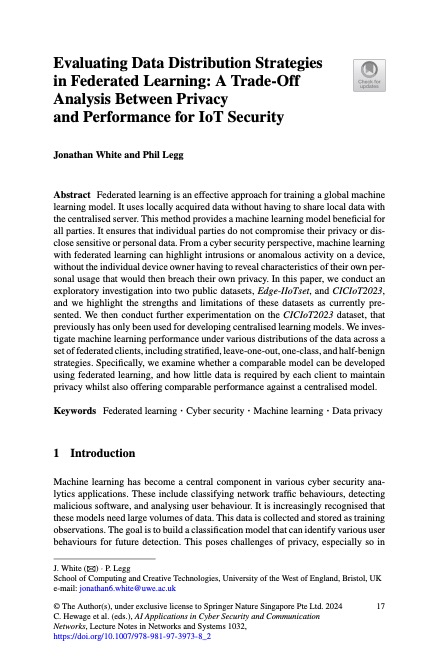 Evaluating Data Distribution Strategies
in Federated Learning: A Trade-Off
Analysis Between Privacy
and Performance for IoT Security
Check for
updates
Jonathan White and Phil Legg
Abstract Federated learning is an effective approach for training a global machine
learning model. It uses locally acquired data without having to share local data with
the centralised server. This method provides a machine learning model beneficial for
all parties. It ensures that individual parties do not compromise their privacy or dis-
close sensitive or personal data. From a cyber security perspective, machine learning
with federated learning can highlight intrusions or anomalous activity on a device,
without the individual device owner having to reveal characteristics of their own per-
sonal usage that would then breach their own privacy. In this paper, we conduct an
exploratory investigation into two public datasets, Edge-IIoTset, and CICIoT2023,
and we highlight the strengths and limitations of these datasets as currently pre-
sented. We then conduct further experimentation on the CICIoT2023 dataset, that
previously has only been used for developing centralised learning models. We inves-
tigate machine learning performance under various distributions of the data across a
set of federated clients, including stratified, leave-one-out, one-class, and half-benign
strategies. Specifically, we examine whether a comparable model can be developed
using federated learning, and how little data is required by each client to maintain
privacy whilst also offering comparable performance against a centralised model.
Keywords Federated learning · Cyber security · Machine learning · Data privacy
1 Introduction
Machine learning has become a central component in various cyber security ana-
lytics applications. These include classifying network traffic behaviours, detecting
malicious software, and analysing user behaviour. It is increasingly recognised that
these models need large volumes of data. This data is collected and stored as training
observations. The goal is to build a classification model that can identify various user
behaviours for future detection. This poses challenges of privacy, especially so in
J. White (✉) · P. Legg
School of Computing and Creative Technologies, University of the West of England, Bristol, UK
e-mail: jonathan6.white@uwe.ac.uk
© The Author(s), under exclusive license to Springer Nature Singapore Pte Ltd. 2024 17
C. Hewage et al. (eds.), AI Applications in Cyber Security and Communication
Networks, Lecture Notes in Networks and Systems 1032,
https://doi.org/10.1007/978-981-97-3973-8_2